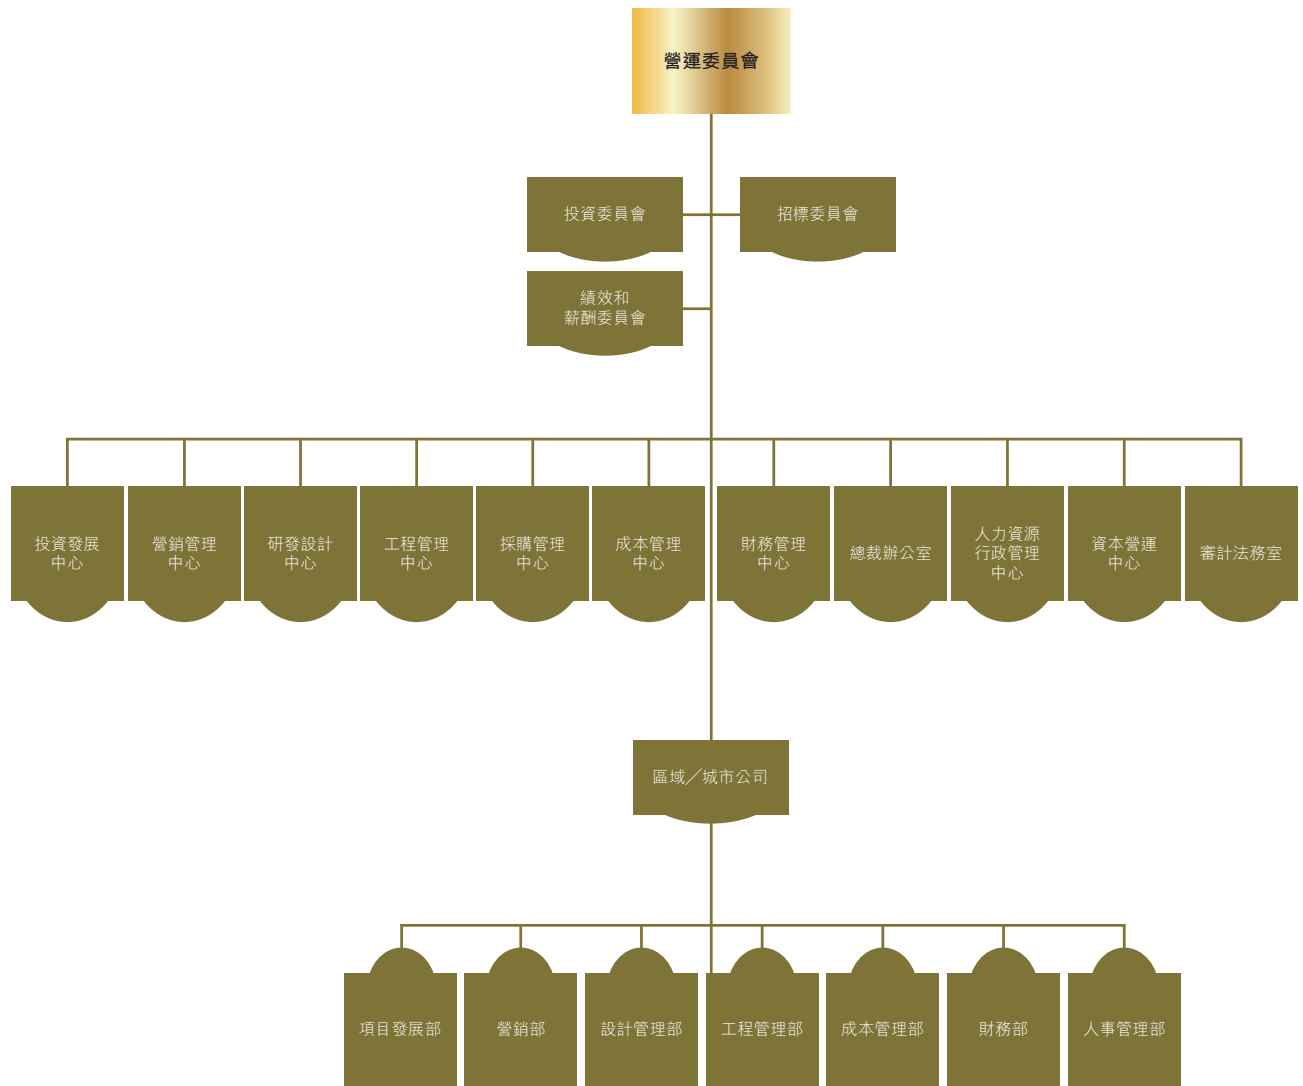 營運委員會
投資委員會
招標委員會
績效和
薪酬委員會
投資發展
中心
營銷管理
中心
研發設計
中心
工程管理
中心
採購管理
中心
成本管理
中心
財務管理
中心
總裁辦公室
人力資源
行政管理
中心
資本營運
中心
審計法務室
區域／城市公司
項目發展部
營銷部
設計管理部
工程管理部
成本管理部
財務部
人事管理部